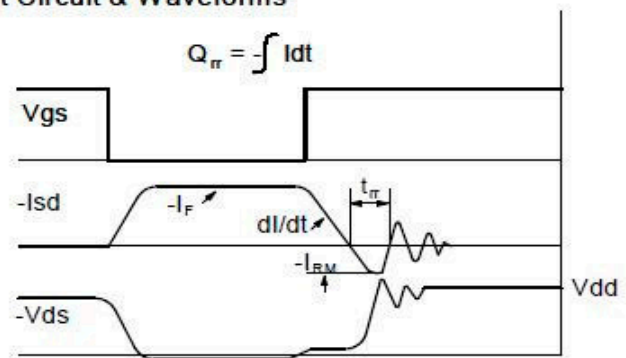 t Circuit & Waveforms
Qrr = -∫ Idt
Vgs
-Isd
-IF
trr
dI/dt
-IRM
Vdd
-Vds